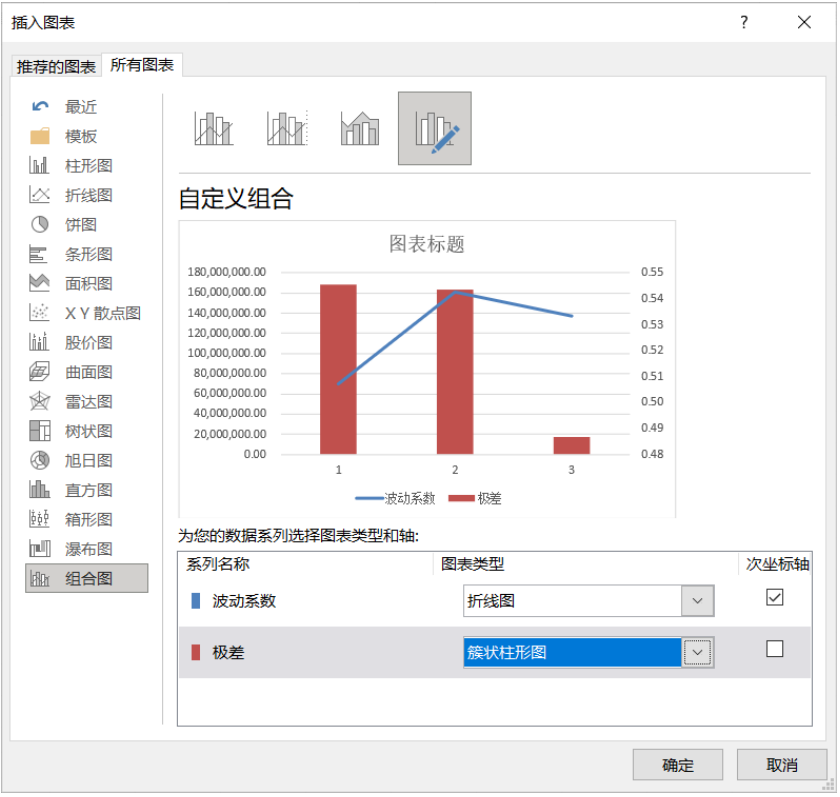 插入图表
?
推荐的图表 所有图表
最近
模板
柱形图
折线图
饼图
条形图
面积图
X Y 散点图
股价图
曲面图
雷达图
树状图
旭日图
直方图
箱形图
瀑布图
组合图
自定义组合
图表标题
180,000,000.00
160,000,000.00
140,000,000.00
120,000,000.00
100,000,000.00
80,000,000.00
60,000,000.00
40,000,000.00
20,000,000.00
0.00
0.55
0.54
0.53
0.52
0.51
0.50
0.49
0.48
1 2 3
波动系数 极差
为您的数据系列选择图表类型和轴:
系列名称 图表类型 次坐标轴
波动系数 折线图
极差 簇状柱形图
确定 取消